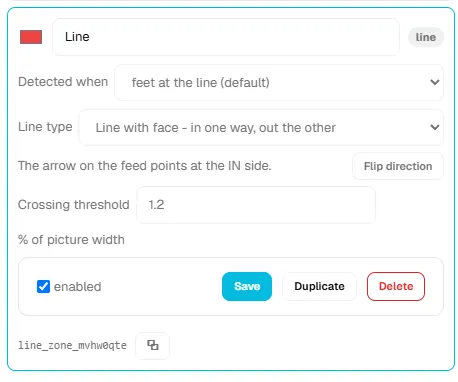 Line
line
Detected when feet at the line (default)
Line type Line with face - in one way, out the other
The arrow on the feed points at the IN side. Flip direction
Crossing threshold 1.2
% of picture width
enabled Save Duplicate Delete
line_zone_mvhw0qte